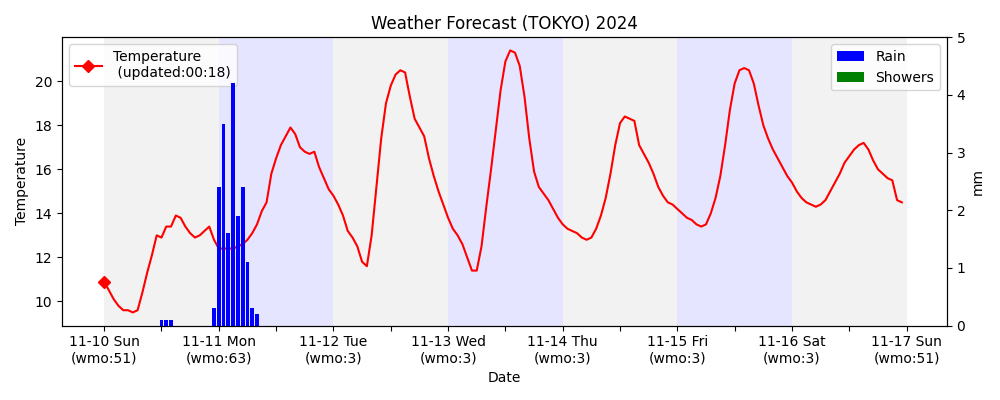 Weather Forecast (TOKYO) 2024
Temperature
(updated:00:18)
Rain
Showers
Temperature
20
18
16
14
12
10
5
4
3
2
1
0
mm
11-10 Sun
(wmo:51)
11-11 Mon
(wmo:63)
11-12 Tue
(wmo:3)
11-13 Wed
(wmo:3)
11-14 Thu
(wmo:3)
11-15 Fri
(wmo:3)
11-16 Sat
(wmo:3)
11-17 Sun
(wmo:51)
Date